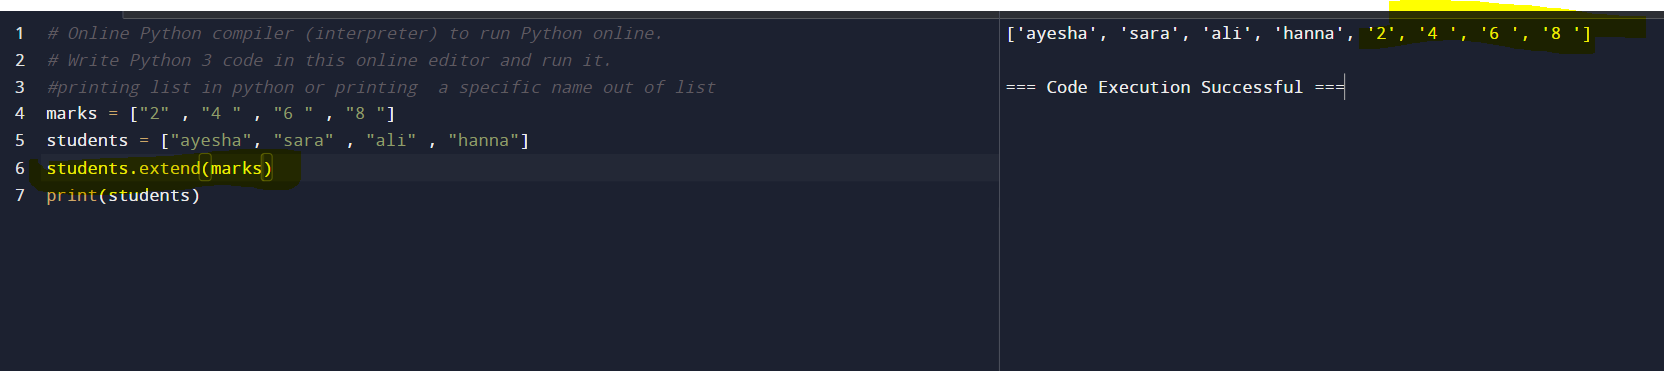 1 # Online Python compiler (interpreter) to run Python online.
2 # Write Python 3 code in this online editor and run it.
3 #printing list in python or printing  a specific name out of list
4 marks = ["2" , "4 " , "6 " , "8 "]
5 students = ["ayesha", "sara" , "ali" , "hanna"]
6 students.extend(marks)
7 print(students)
['ayesha', 'sara', 'ali', 'hanna', '2', '4 ', '6 ', '8 ']
=== Code Execution Successful ===